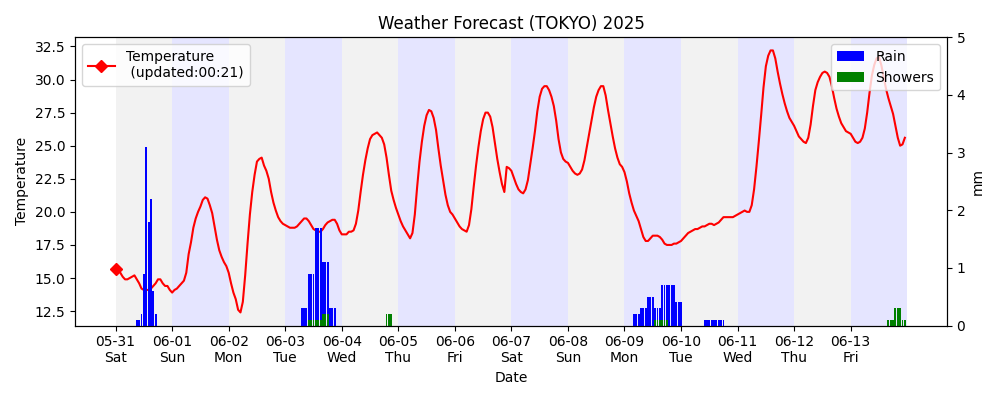 Weather Forecast (TOKYO) 2025
Temperature
(updated:00:21)
Rain
Showers
32.5
30.0
27.5
25.0
22.5
20.0
17.5
15.0
12.5
Temperature
5
4
3
2
1
0
mm
05-31 06-01 06-02 06-03 06-04 06-05 06-06 06-07 06-08 06-09 06-10 06-11 06-12 06-13
Sat Sun Mon Tue Wed Thu Fri Sat Sun Mon Tue Wed Thu Fri
Date